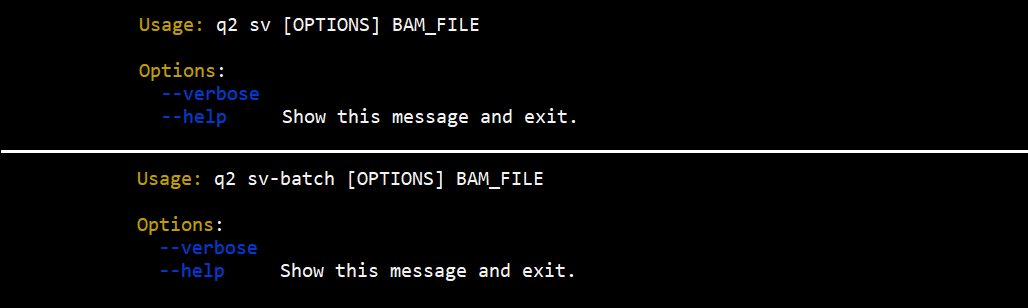 Usage: q2 sv [OPTIONS] BAM_FILE
Options:
--verbose
--help     Show this message and exit.
Usage: q2 sv-batch [OPTIONS] BAM_FILE
Options:
--verbose
--help     Show this message and exit.